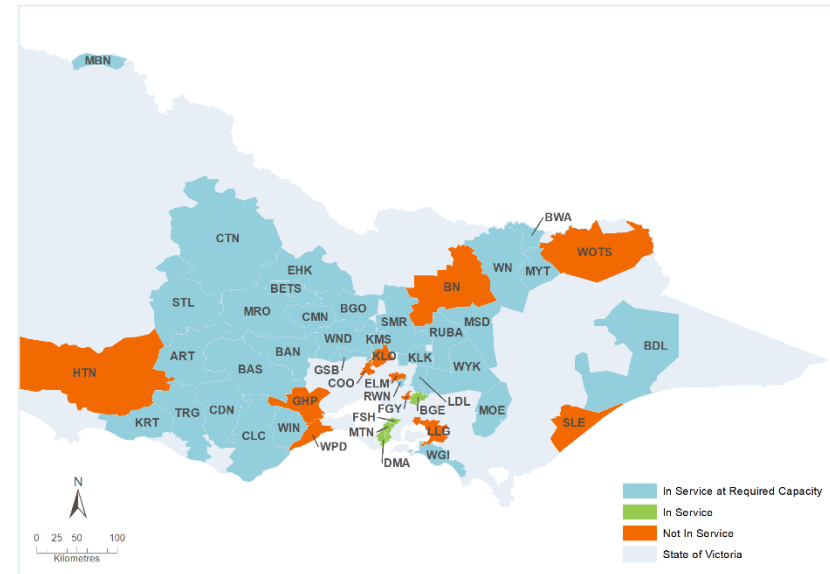 MBN
BWA
CTN
WOTS
WN
MYT
EHK
BETS
BN
STL
MRO
CMN
BGO
SMR
MSD
RUBA
WND
KMS
BDL
ART
BAN
KLO
KLK
HTN
BAS
GSB
WYK
COO
ELM
RWN
LDL
GHP
FGY
BGE
TRG
CDN
FSH
MOE
KRT
CLC
WIN
MTN
LLG
SLE
WPD
WGI
DMA
N
0 25 50 100
Kilometres
In Service at Required Capacity
In Service
Not In Service
State of Victoria